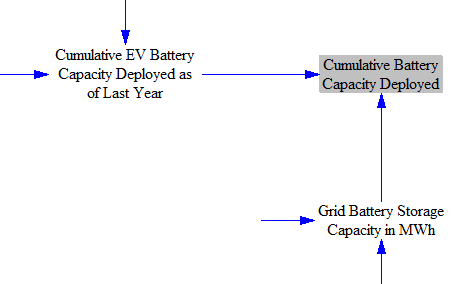 Cumulative EV Battery
Capacity Deployed as
of Last Year
Cumulative Battery
Capacity Deployed
Grid Battery Storage
Capacity in MWh